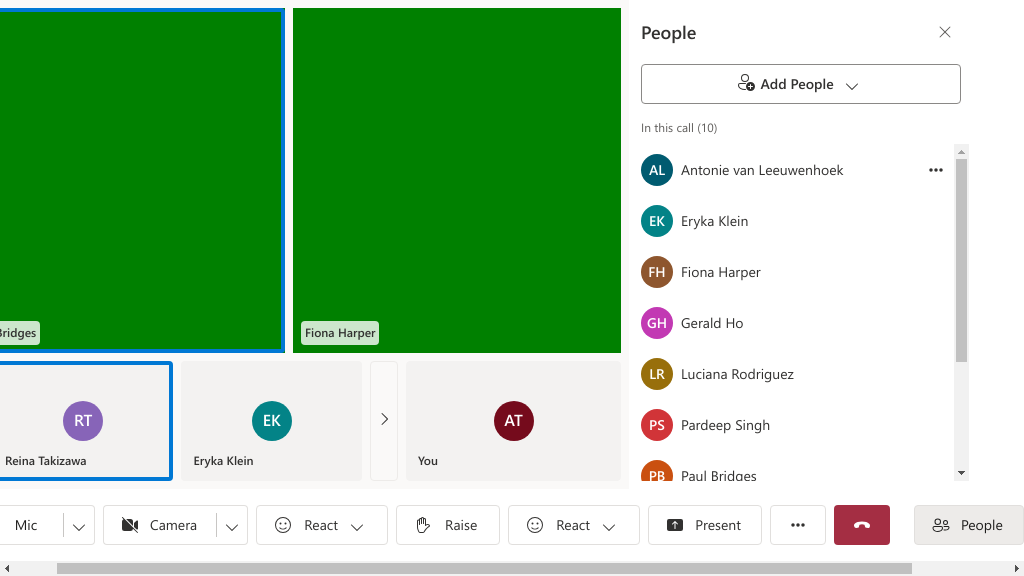 People
Add People
In this call (10)
AL Antonie van Leeuwenhoek
EK Eryka Klein
FH Fiona Harper
GH Gerald Ho
LR Luciana Rodriguez
PS Pardeep Singh
PB Paul Bridges
Bridges
Fiona Harper
RT
Reina Takizawa
EK
Eryka Klein
AT
You
Mic
Camera
React
Raise
React
Present
People